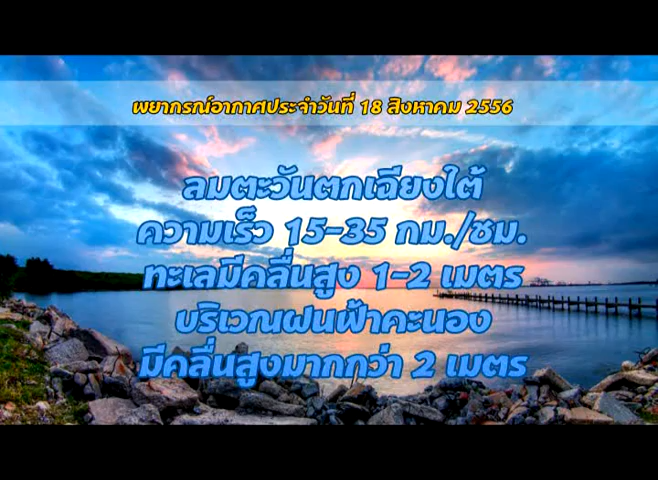 พยากรณ์อากาศประจำวันที่ 18 สิงหาคม 2556
ลมตะวันตกเฉียงใต้
ความเร็ว 15-35 กม./ชม.
ทะเลมีคลื่นสูง 1-2 เมตร
บริเวณฝนฟ้าคะนอง
มีคลื่นสูงมากกว่า 2 เมตร